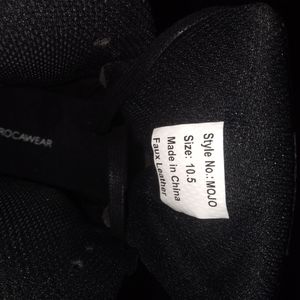 ROCAWEAR
Style No.: MOJO
Size: 10.5
Made in China
Faux Leather